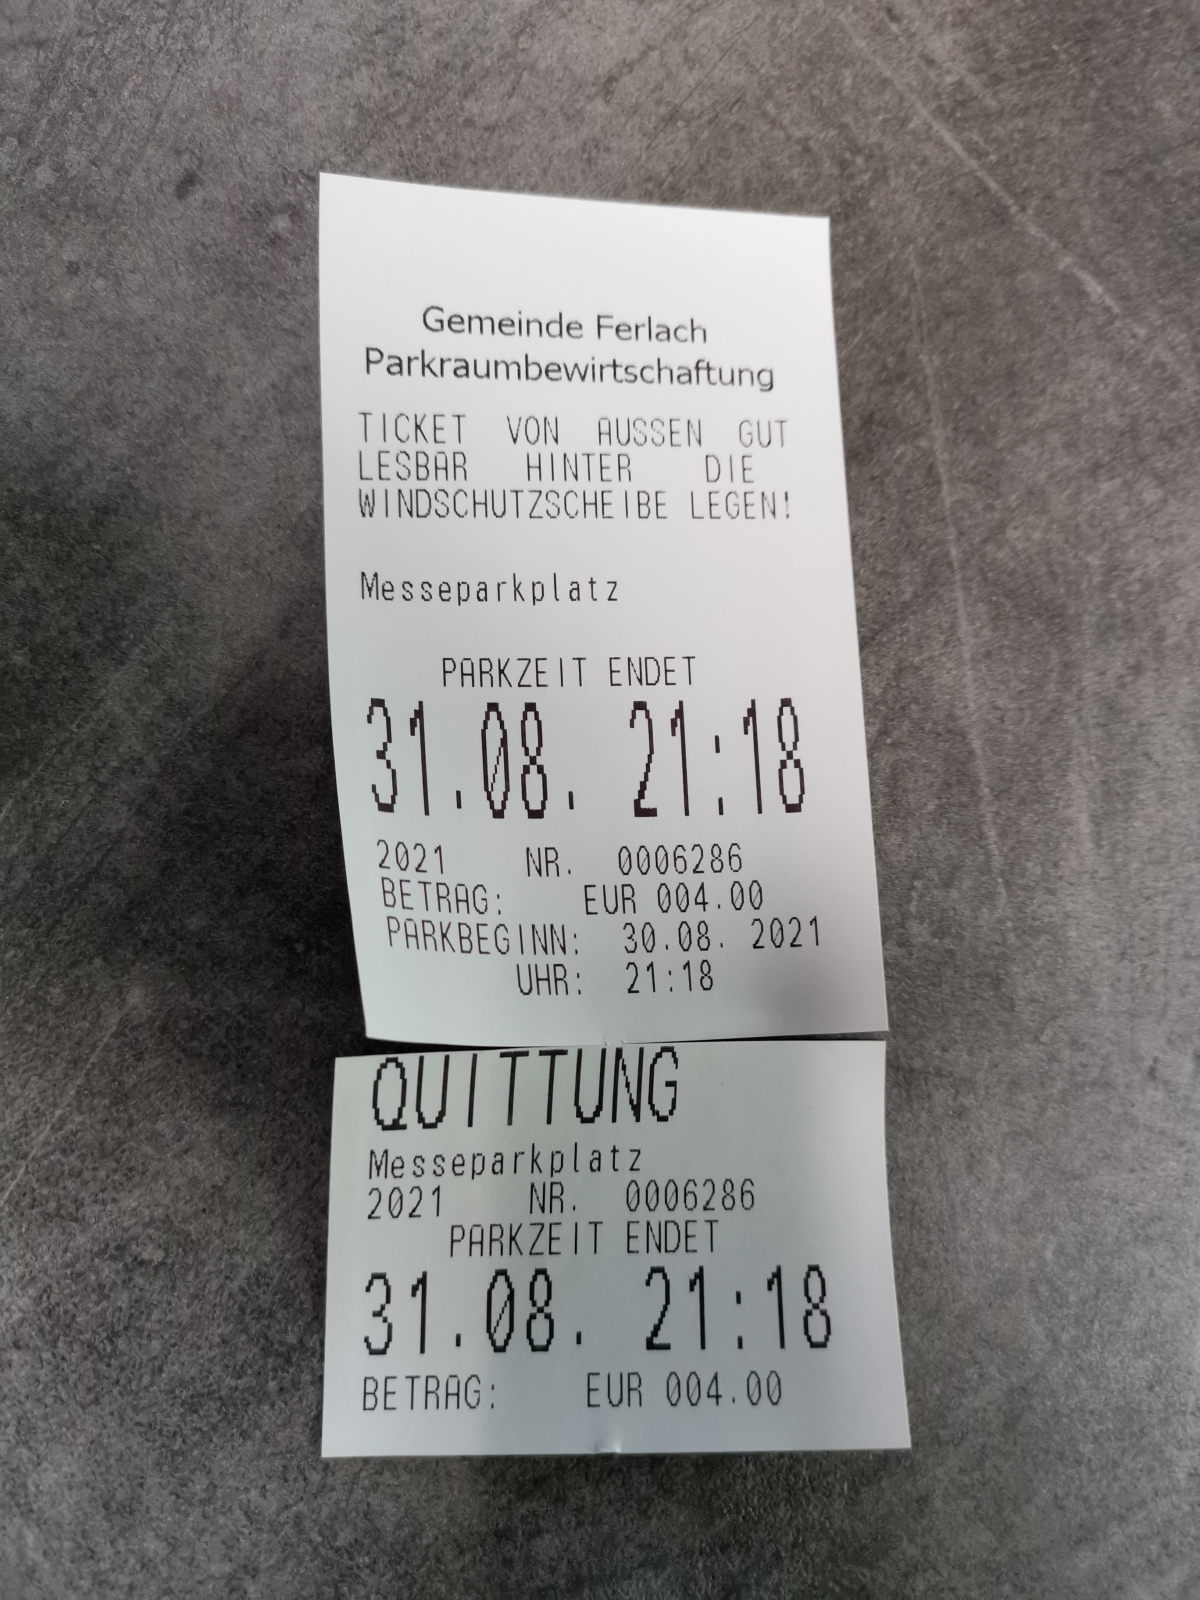 Gemeinde Ferlach
Parkraumbewirtschaftung
TICKET VON AUSSEN GUT
LESBAR HINTER DIE
WINDSCHUTZSCHEIBE LEGEN!
Messeparkplatz
PARKZEIT ENDET
31.08. 21:18
2021 NR. 0006286
BETRAG: EUR 004.00
PARKBEGINN: 30.08. 2021
UHR: 21:18
QUITTUNG
Messeparkplatz
2021 NR. 0006286
PARKZEIT ENDET
31.08. 21:18
BETRAG: EUR 004.00